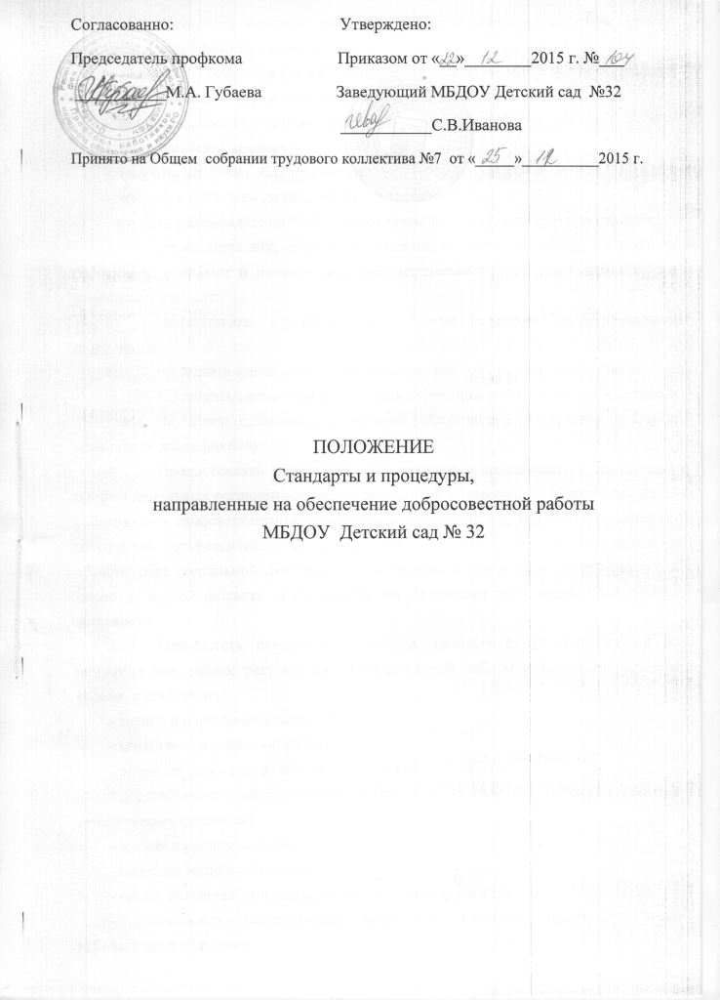 Согласованно: Утверждено:
Председатель профкома Приказом от «22»  12  2015 г. № 104
М.А. Губаева Заведующий МБДОУ Детский сад №32
С.В.Иванова
Принято на Общем собрании трудового коллектива №7 от « 25 » 12 2015 г.
ПОЛОЖЕНИЕ
Стандарты и процедуры,
направленные на обеспечение добросовестной работы
МБДОУ Детский сад № 32